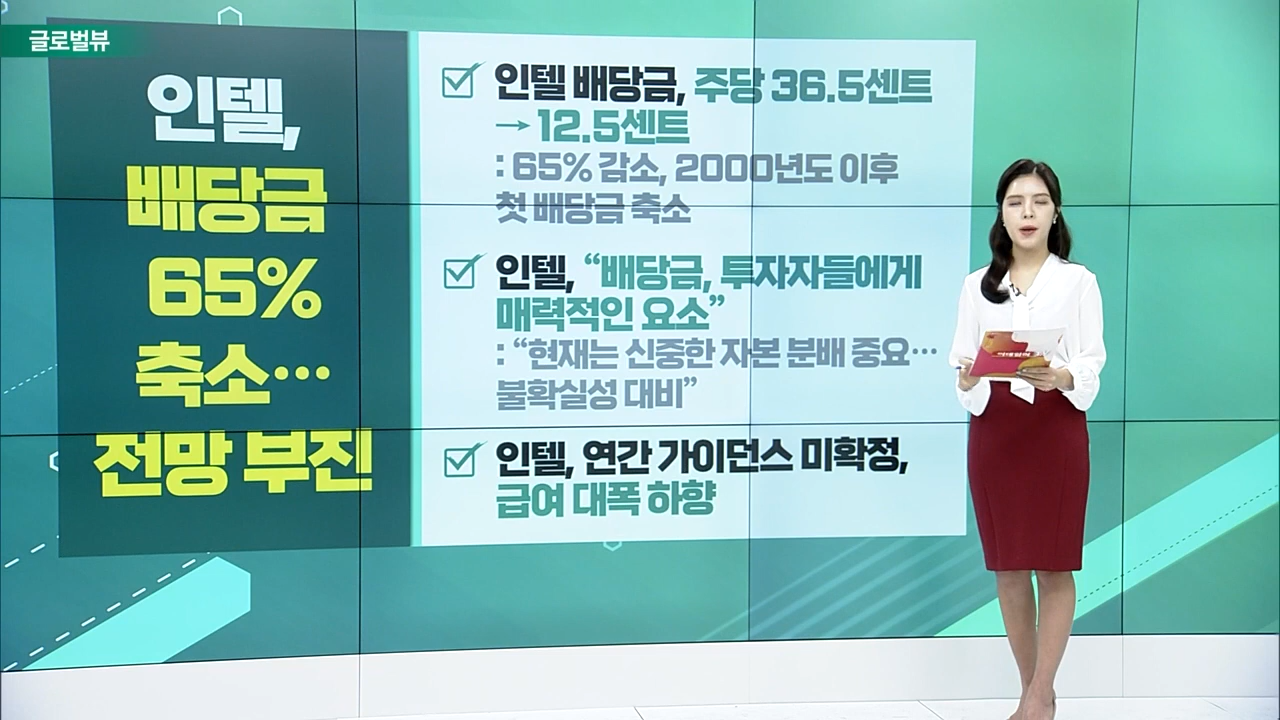 글로벌뷰
인텔,
배당금
65%
축소…
전망 부진
인텔 배당금, 주당 36.5센트
→ 12.5센트
: 65% 감소, 2000년도 이후
첫 배당금 축소
인텔, “배당금, 투자자들에게
매력적인 요소”
: “현재는 신중한 자본 분배 중요…
불확실성 대비”
인텔, 연간 가이던스 미확정,
급여 대폭 하향